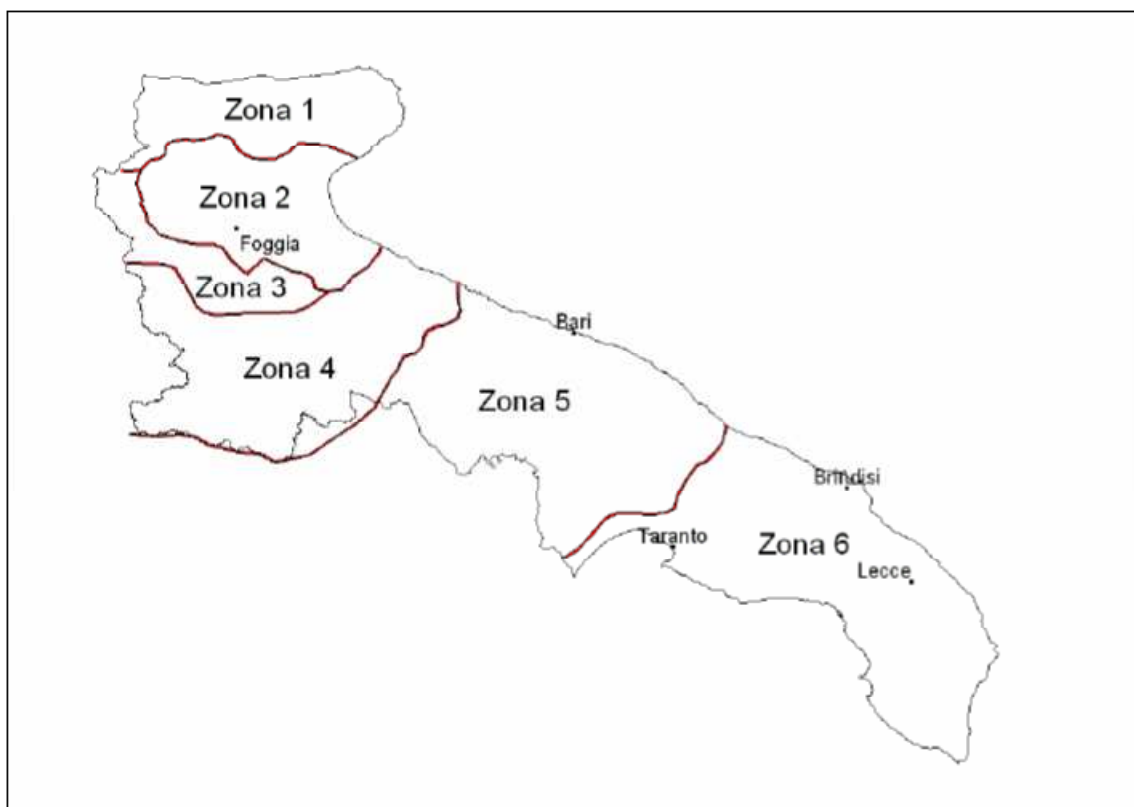 Zona 1
Zona 2
Foggia
Zona 3
Bari
Zona 4
Zona 5
Brindisi
Taranto
Zona 6
Lecce